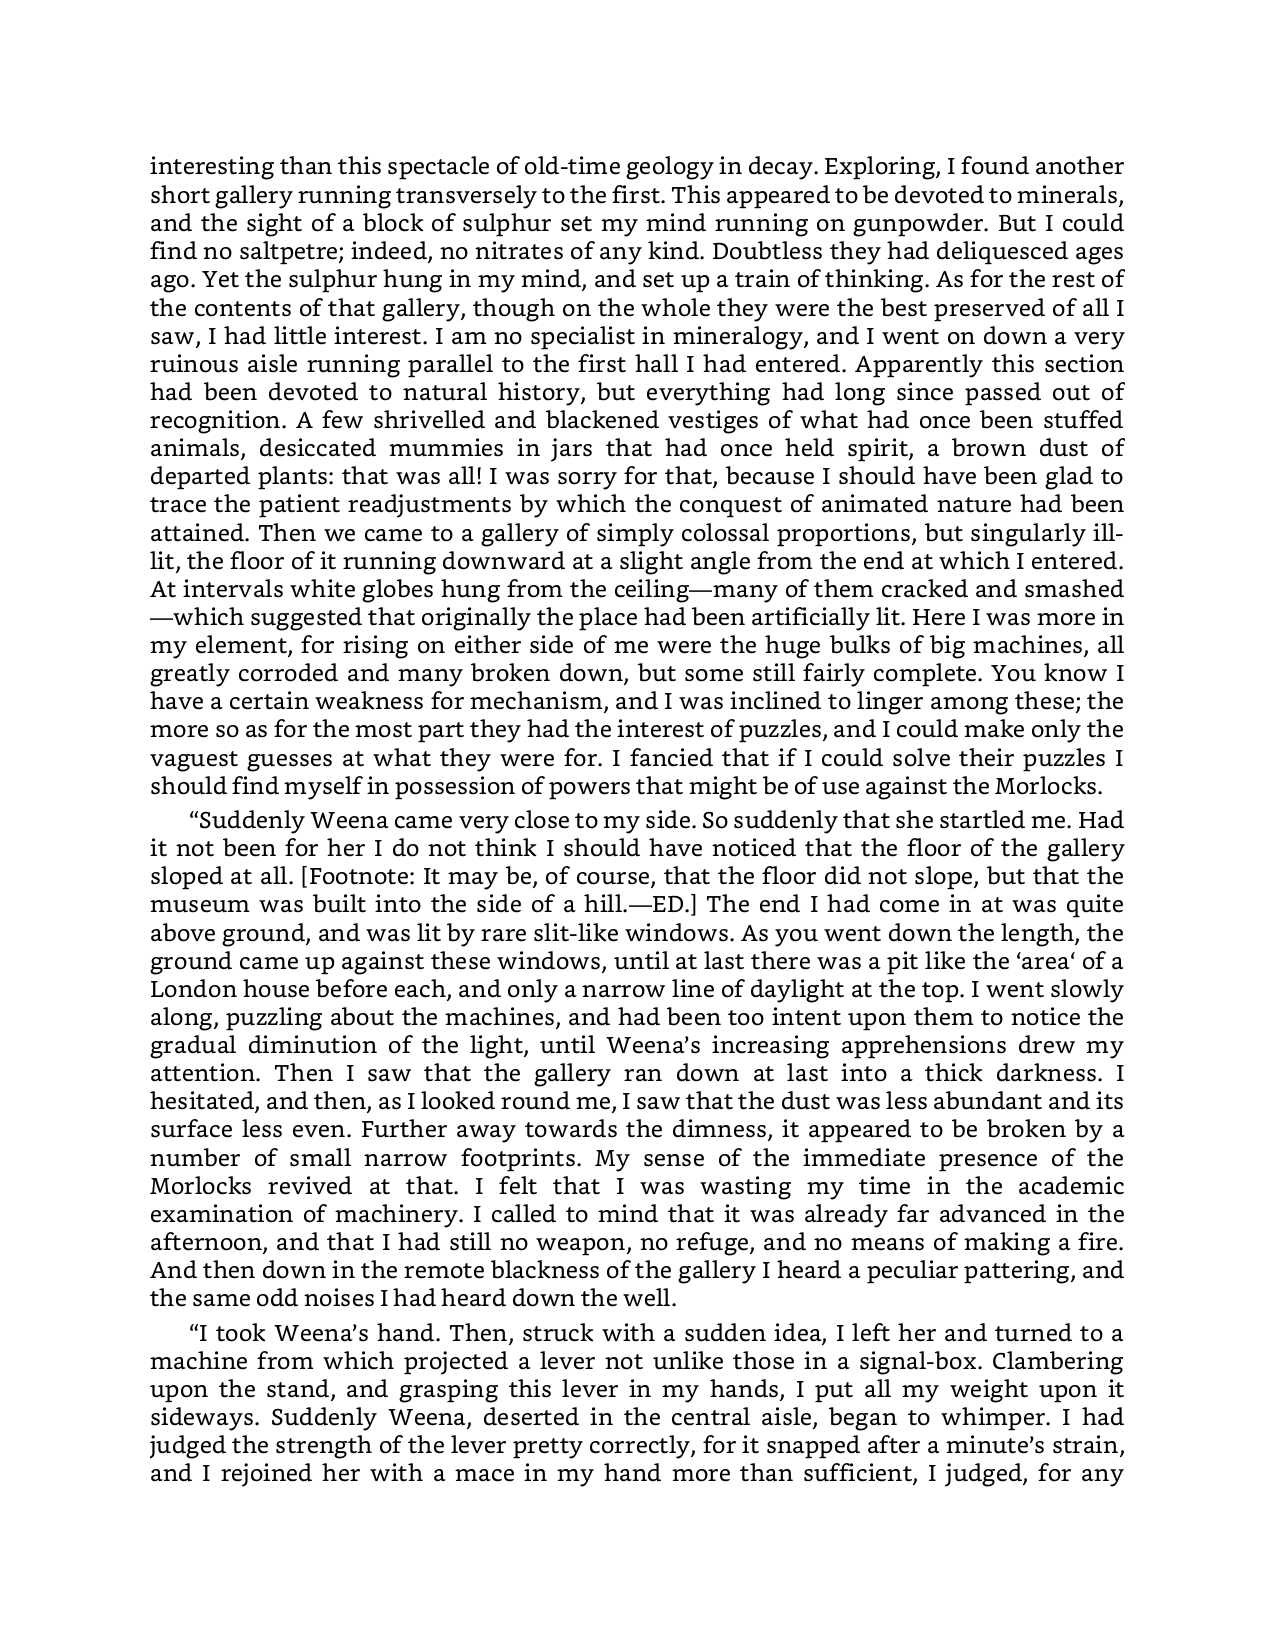 interesting than this spectacle of old-time geology in decay. Exploring, I found another
short gallery running transversely to the first. This appeared to be devoted to minerals,
and the sight of a block of sulphur set my mind running on gunpowder. But I could
find no saltpetre; indeed, no nitrates of any kind. Doubtless they had deliquesced ages
ago. Yet the sulphur hung in my mind, and set up a train of thinking. As for the rest of
the contents of that gallery, though on the whole they were the best preserved of all I
saw, I had little interest. I am no specialist in mineralogy, and I went on down a very
ruinous aisle running parallel to the first hall I had entered. Apparently this section
had been devoted to natural history, but everything had long since passed out of
recognition. A few shrivelled and blackened vestiges of what had once been stuffed
animals, desiccated mummies in jars that had once held spirit, a brown dust of
departed plants: that was all! I was sorry for that, because I should have been glad to
trace the patient readjustments by which the conquest of animated nature had been
attained. Then we came to a gallery of simply colossal proportions, but singularly ill-
lit, the floor of it running downward at a slight angle from the end at which I entered.
At intervals white globes hung from the ceiling—many of them cracked and smashed
—which suggested that originally the place had been artificially lit. Here I was more in
my element, for rising on either side of me were the huge bulks of big machines, all
greatly corroded and many broken down, but some still fairly complete. You know I
have a certain weakness for mechanism, and I was inclined to linger among these; the
more so as for the most part they had the interest of puzzles, and I could make only the
vaguest guesses at what they were for. I fancied that if I could solve their puzzles I
should find myself in possession of powers that might be of use against the Morlocks.
“Suddenly Weena came very close to my side. So suddenly that she startled me. Had
it not been for her I do not think I should have noticed that the floor of the gallery
sloped at all. [Footnote: It may be, of course, that the floor did not slope, but that the
museum was built into the side of a hill.—ED.] The end I had come in at was quite
above ground, and was lit by rare slit-like windows. As you went down the length, the
ground came up against these windows, until at last there was a pit like the ‘area‘ of a
London house before each, and only a narrow line of daylight at the top. I went slowly
along, puzzling about the machines, and had been too intent upon them to notice the
gradual diminution of the light, until Weena’s increasing apprehensions drew my
attention. Then I saw that the gallery ran down at last into a thick darkness. I
hesitated, and then, as I looked round me, I saw that the dust was less abundant and its
surface less even. Further away towards the dimness, it appeared to be broken by a
number of small narrow footprints. My sense of the immediate presence of the
Morlocks revived at that. I felt that I was wasting my time in the academic
examination of machinery. I called to mind that it was already far advanced in the
afternoon, and that I had still no weapon, no refuge, and no means of making a fire.
And then down in the remote blackness of the gallery I heard a peculiar pattering, and
the same odd noises I had heard down the well.
“I took Weena’s hand. Then, struck with a sudden idea, I left her and turned to a
machine from which projected a lever not unlike those in a signal-box. Clambering
upon the stand, and grasping this lever in my hands, I put all my weight upon it
sideways. Suddenly Weena, deserted in the central aisle, began to whimper. I had
judged the strength of the lever pretty correctly, for it snapped after a minute’s strain,
and I rejoined her with a mace in my hand more than sufficient, I judged, for any